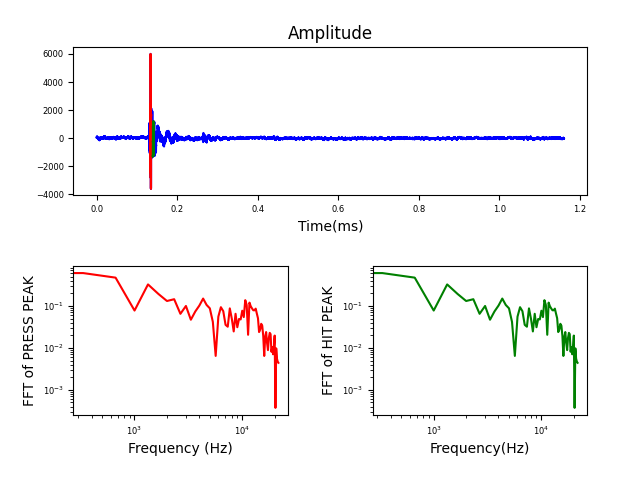 Amplitude
6000
4000
2000
0
−2000
−4000
0.0 0.2 0.4 0.6 0.8 1.0 1.2
Time(ms)
FFT of PRESS PEAK
10⁻¹
10⁻²
10⁻³
10³ 10⁴
Frequency (Hz)
FFT of HIT PEAK
10⁻¹
10⁻²
10⁻³
10³ 10⁴
Frequency(Hz)